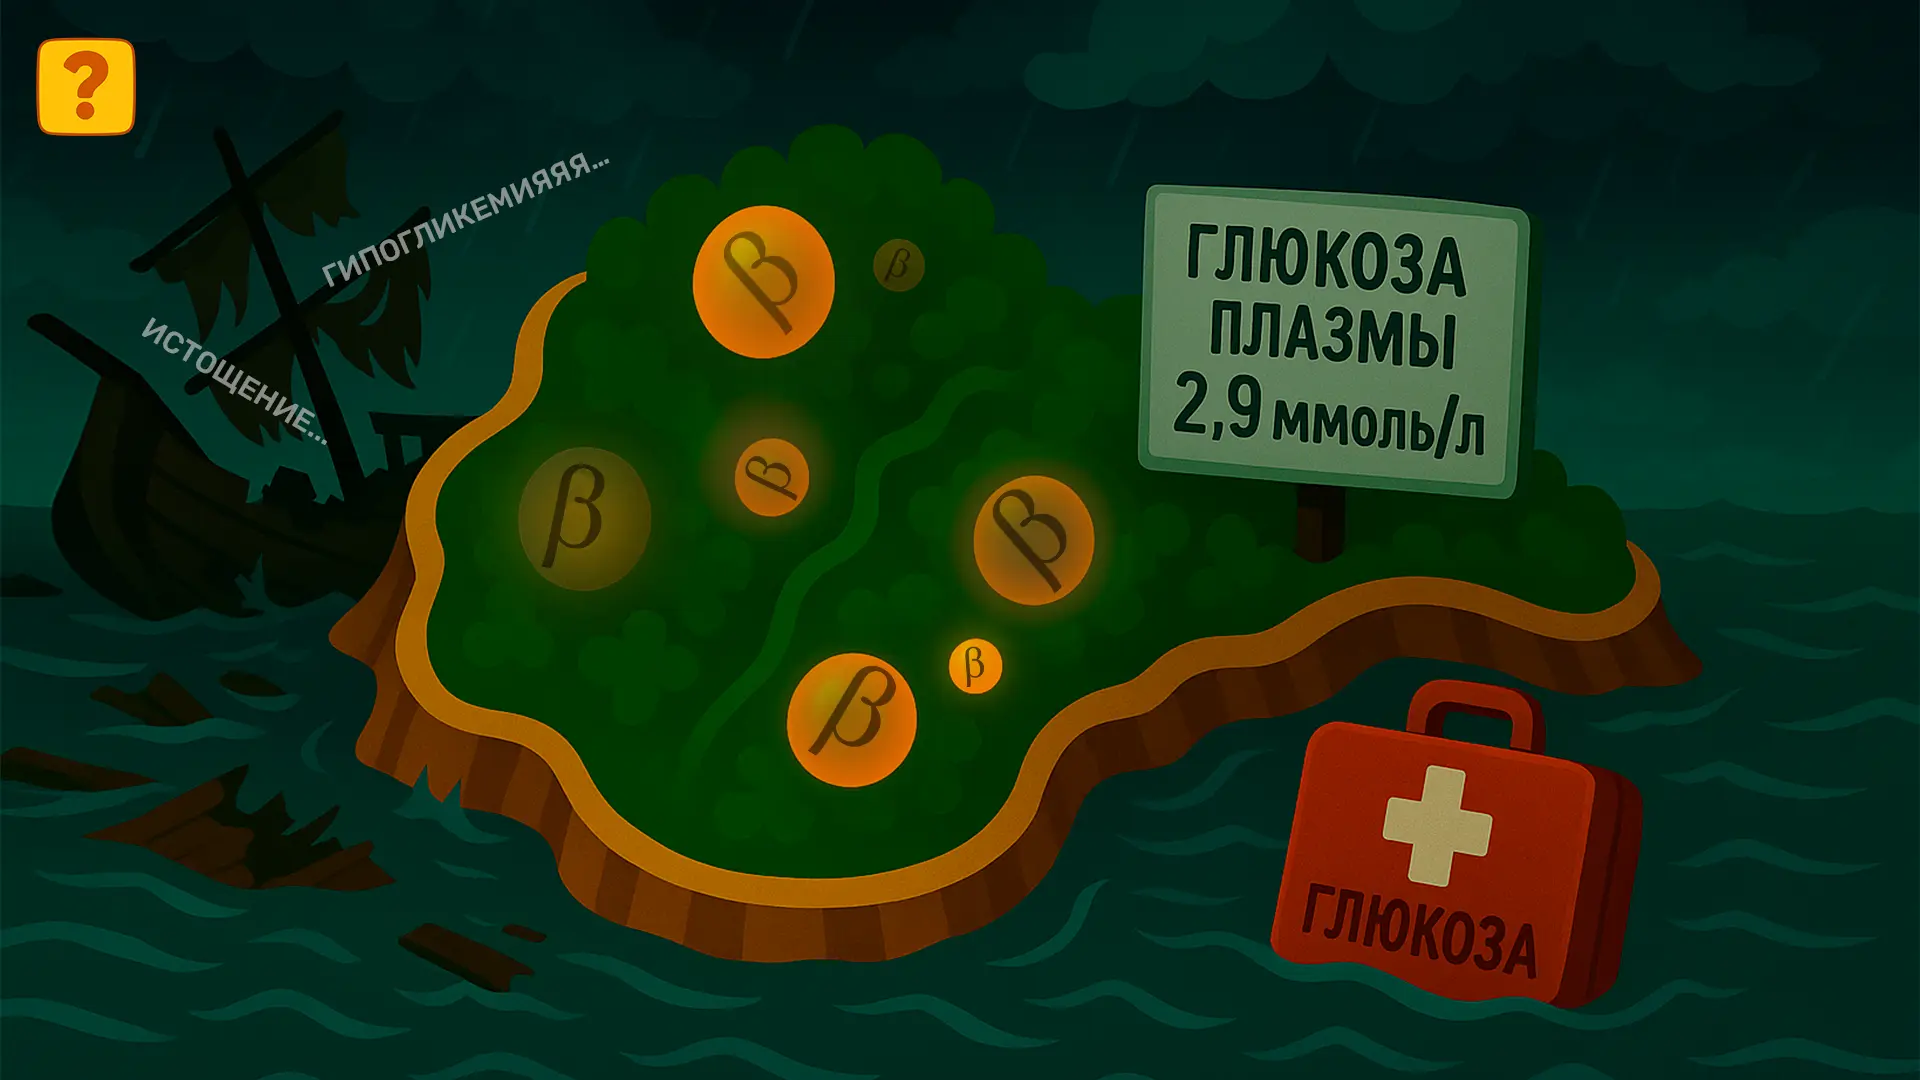 ?
ГИПОГЛИКЕМИЯЯЯ...
ИСТОЩЕНИЕ...
β
β
β
β
β
β
β
ГЛЮКОЗА
ПЛАЗМЫ
2,9 ммоль/л
ГЛЮКОЗА